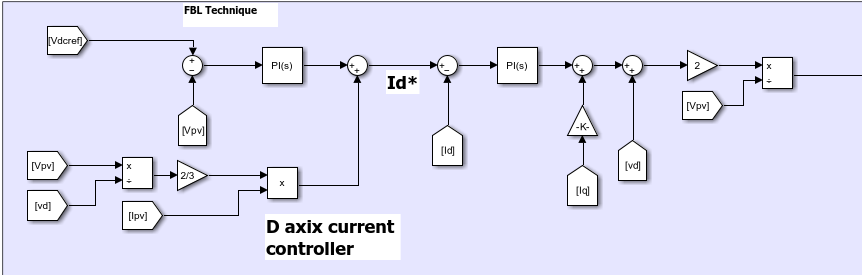 FBL Technique
[Vdcref]
+
−
PI(s)
+
+
Id*
+
−
PI(s)
+
+
+
+
2
x
÷
[Vpv]
[Vpv]
-K-
[Id]
[vd]
[Iq]
[Vpv]
x
÷
2/3
x
[vd]
[Ipv]
D axix current
controller